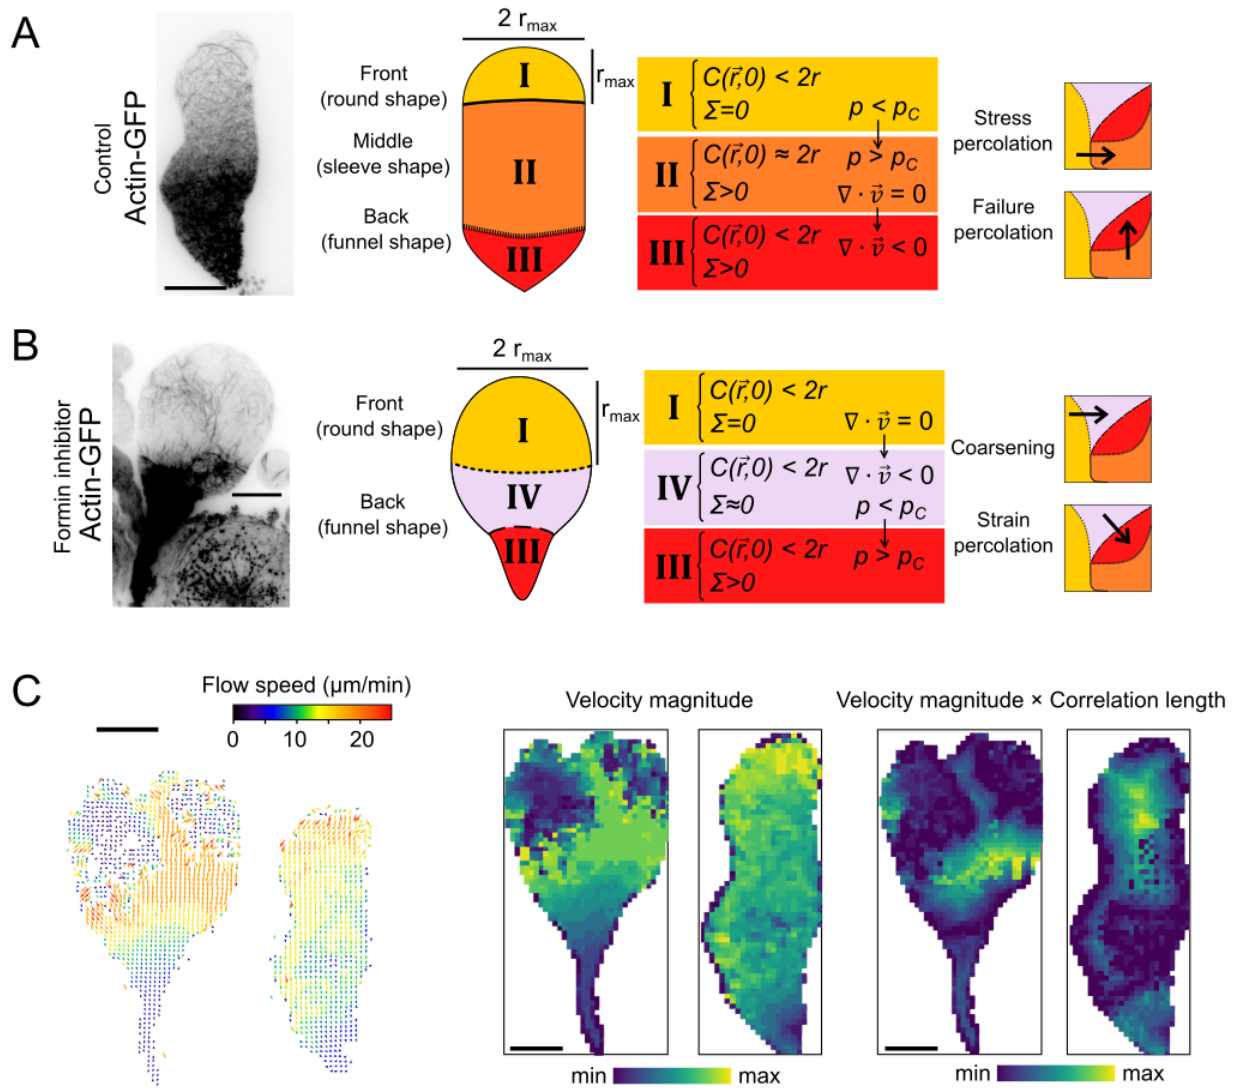 A
Control
Actin-GFP
Front
(round shape)
Middle
(sleeve shape)
Back
(funnel shape)
2 rmax
rmax
I
II
III
I
C(r⃗,0) < 2r
Σ=0
p < pC
II
C(r⃗,0) ≈ 2r
p > pC
Σ>0
∇ · v⃗ = 0
III
C(r⃗,0) < 2r
∇ · v⃗ < 0
Σ>0
Stress
percolation
Failure
percolation
B
Formin inhibitor
Actin-GFP
Front
(round shape)
Back
(funnel shape)
2 rmax
rmax
I
IV
III
I
C(r⃗,0) < 2r
Σ=0
∇ · v⃗ = 0
IV
C(r⃗,0) < 2r
∇ · v⃗ < 0
Σ≈0
p < pC
III
C(r⃗,0) < 2r
p > pC
Σ>0
Coarsening
Strain
percolation
C
Flow speed (µm/min)
0 10 20
Velocity magnitude
min max
Velocity magnitude × Correlation length
min max